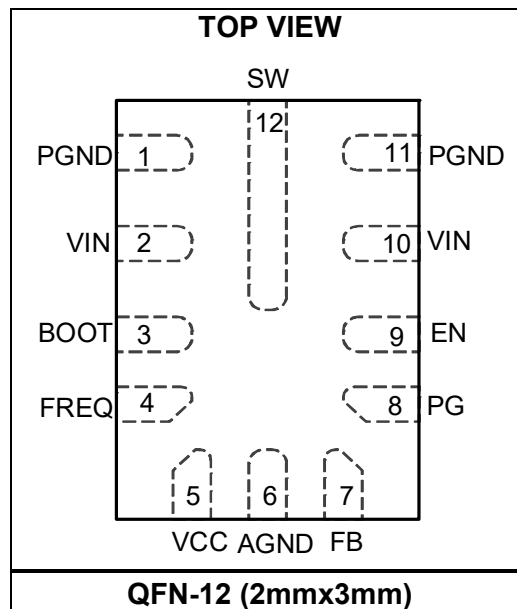 TOP VIEW
SW
12
PGND 1 11 PGND
VIN 2 10 VIN
BOOT 3 9 EN
FREQ 4 8 PG
5 6 7
VCC AGND FB
QFN-12 (2mmx3mm)